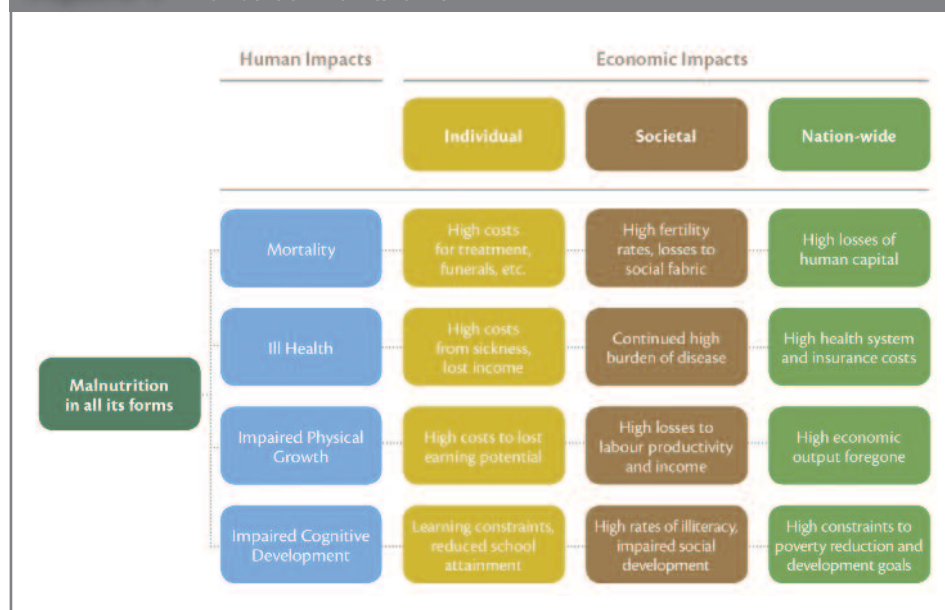 Human Impacts
Economic Impacts
Individual
Societal
Nation-wide
Mortality
High costs
for treatment,
funerals, etc.
High fertility
rates, losses to
social fabric
High losses of
human capital
Ill Health
High costs
from sickness,
lost income
Continued high
burden of disease
High health system
and insurance costs
Malnutrition
in all its forms
Impaired Physical
Growth
High costs to lost
earning potential
High losses to
labour productivity
and income
High economic
output foregone
Impaired Cognitive
Development
Learning constraints,
reduced school
attainment
High rates of illiteracy,
impaired social
development
High constraints to
poverty reduction and
development goals